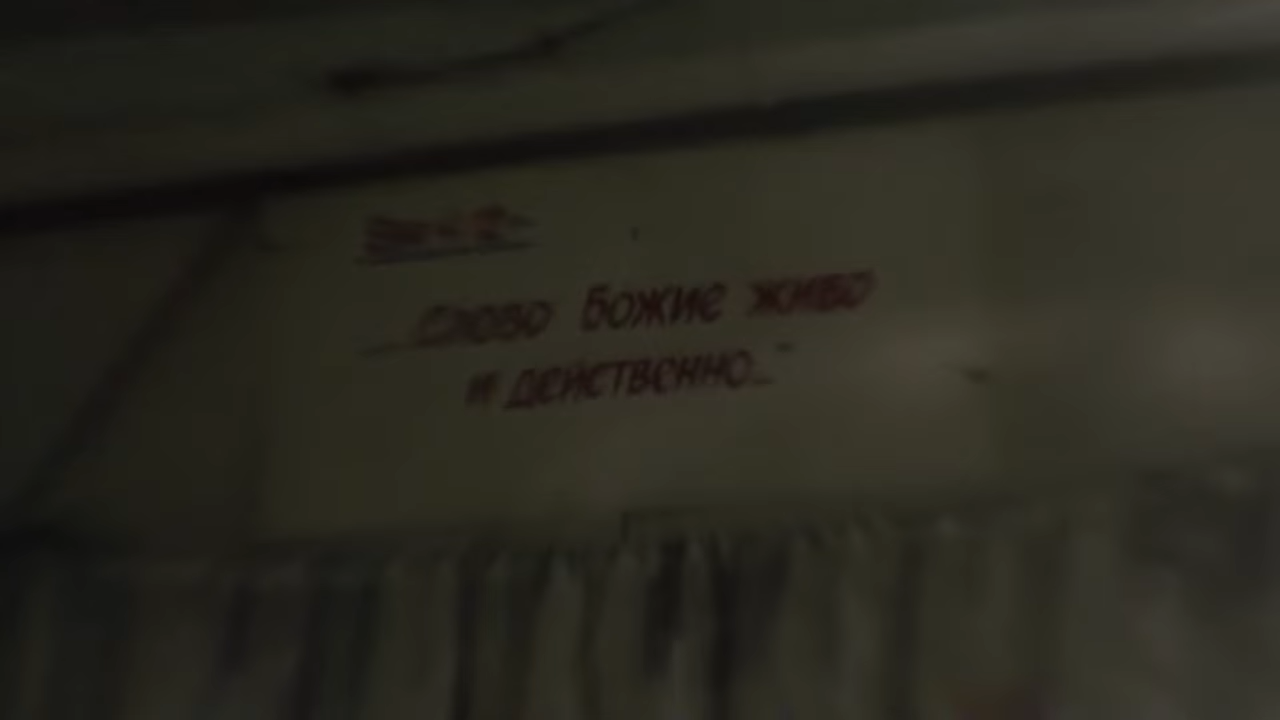 слово Божие живо
и действенно..."